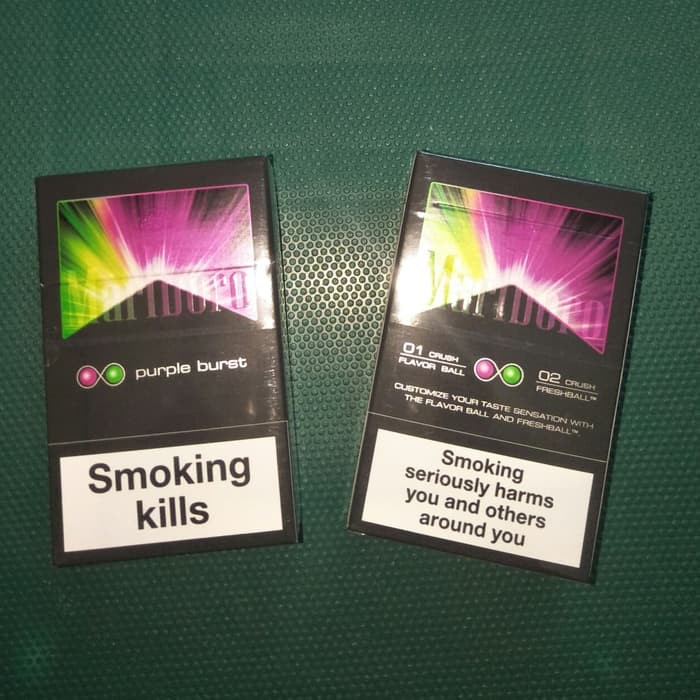 Marlboro
purple burst
Smoking
kills
Marlboro
01 CRUSH
FLAVOR BALL
02 CRUSH
FRESHBALL™
CUSTOMIZE YOUR TASTE SENSATION WITH
THE FLAVOR BALL AND FRESHBALL™
Smoking
seriously harms
you and others
around you